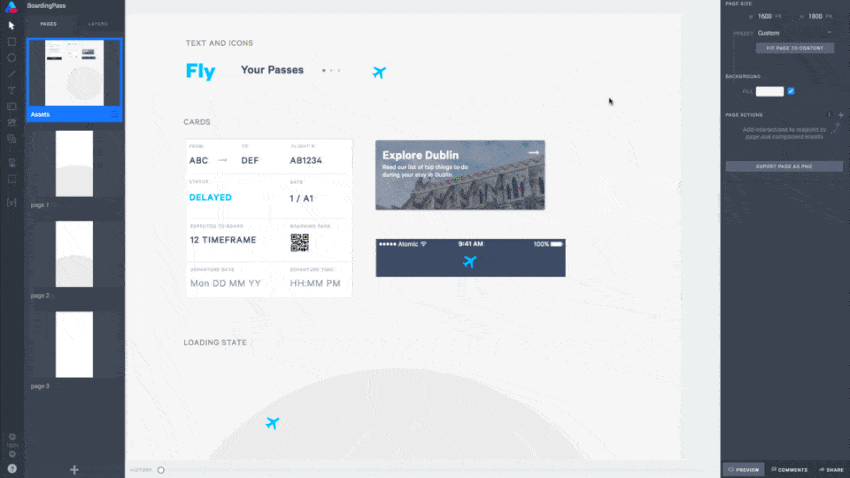 BoardingPass
PAGES
LAYERS
Assets
page 1
page 2
page 3
TEXT AND ICONS
Fly
Your Passes
CARDS
FROM:
TO:
FLIGHT #
ABC
DEF
AB1234
STATUS
DATE
DELAYED
1 / A1
EXPECTED TO BOARD
BOARDING PASS
12 TIMEFRAME
DEPARTURE DATE
DEPARTURE TIME
Mon DD MM YY
HH:MM PM
Explore Dublin
Read our list of top things to do
during your stay in Dublin.
Atomic
9:41 AM
100%
LOADING STATE
HISTORY
PAGE SIZE
W 1600 PX
H 1800 PX
PRESET
Custom
FIT PAGE TO CONTENT
BACKGROUND
FILL
PAGE ACTIONS
Add interactions to respond to
page and component events
EXPORT PAGE AS PNG
PREVIEW
COMMENTS
SHARE